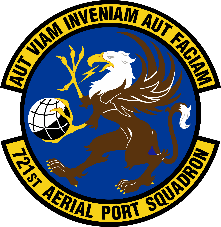 AUT VIAM INVENIAM AUT FACIAM
721ST AERIAL PORT SQUADRON